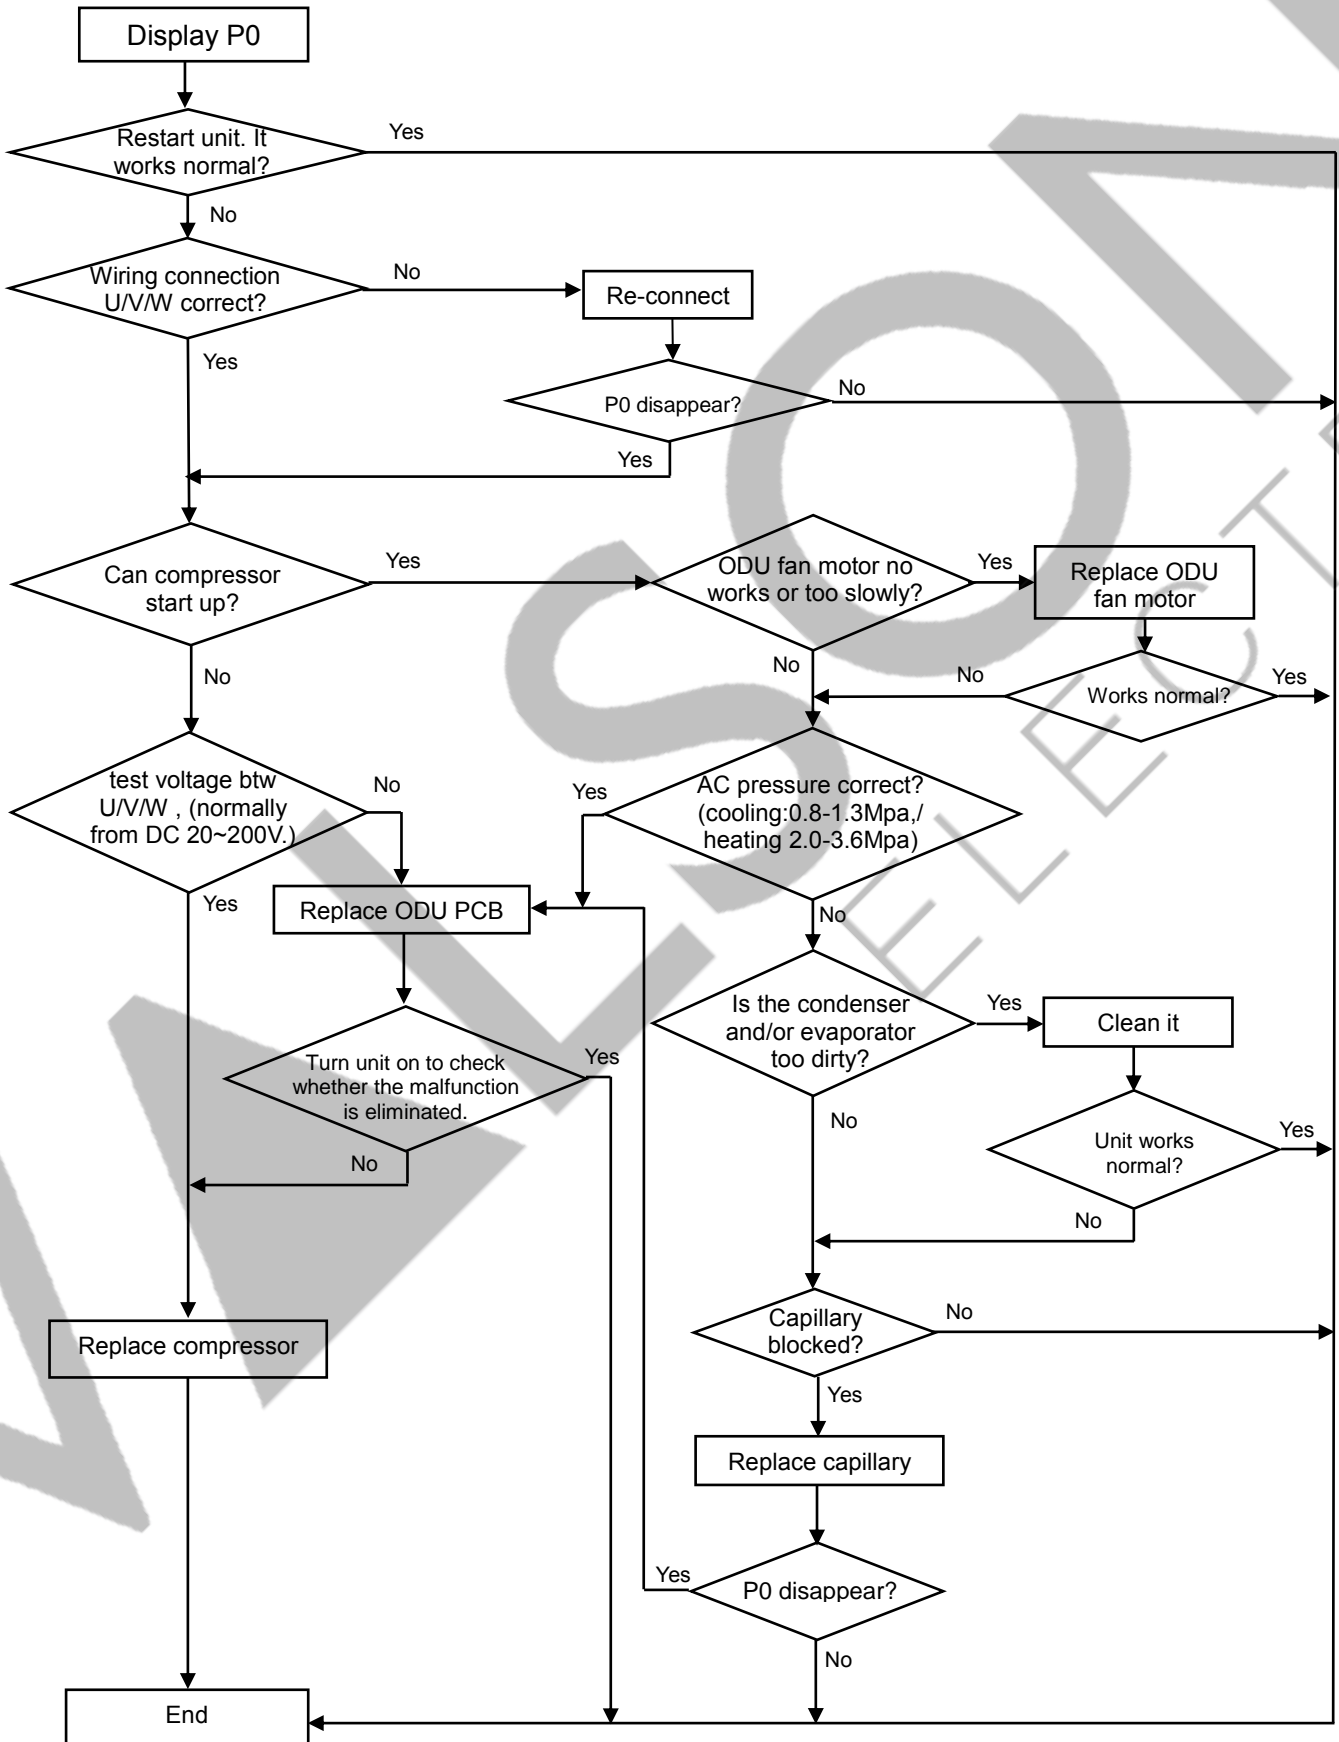 Display P0
Restart unit. It
works normal?
Yes
No
Wiring connection
U/V/W correct?
No
Re-connect
Yes
P0 disappear?
No
Yes
Can compressor
start up?
Yes
ODU fan motor no
works or too slowly?
Yes
Replace ODU
fan motor
No
No
No
Works normal?
Yes
test voltage btw
U/V/W , (normally
from DC 20~200V.)
No
Yes
AC pressure correct?
(cooling:0.8-1.3Mpa,/
heating 2.0-3.6Mpa)
Yes
Replace ODU PCB
No
Is the condenser
and/or evaporator
too dirty?
Yes
Clean it
Turn unit on to check
whether the malfunction
is eliminated.
Yes
No
No
Unit works
normal?
Yes
No
Capillary
blocked?
No
Replace compressor
Yes
Replace capillary
Yes
P0 disappear?
No
End